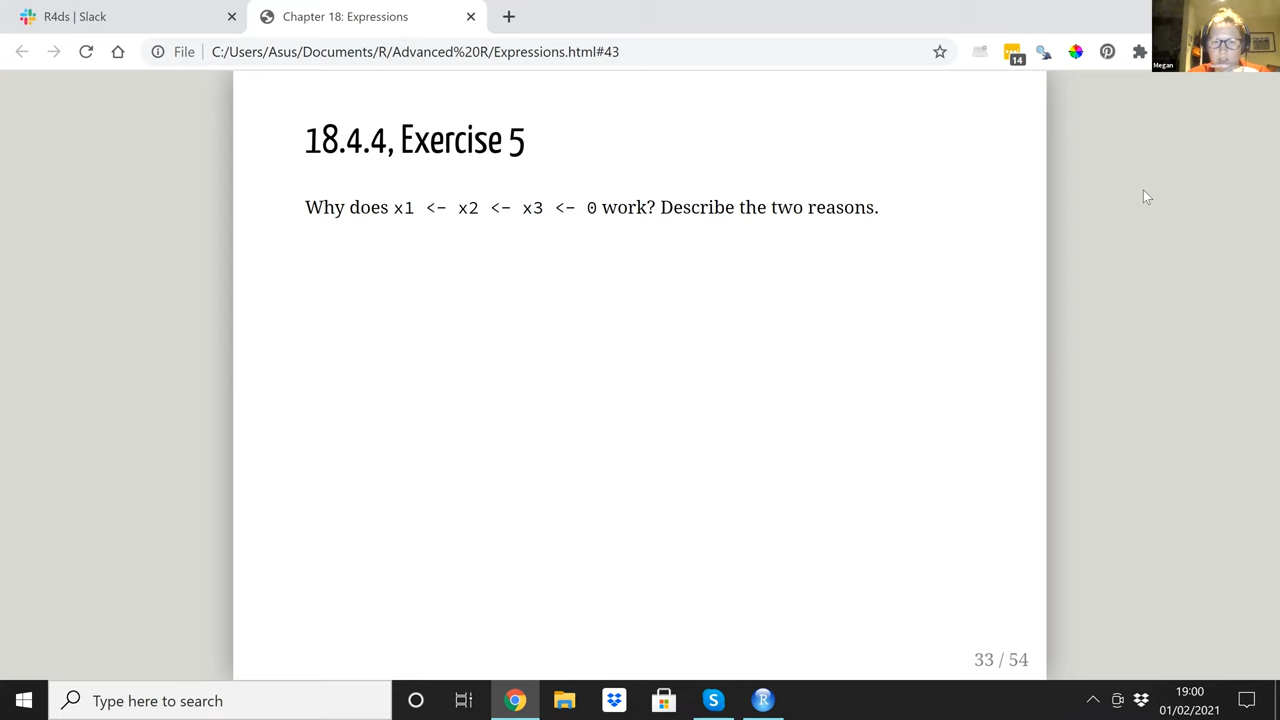 R4ds | Slack
Chapter 18: Expressions
File
C:/Users/Asus/Documents/R/Advanced%20R/Expressions.html#43
14
Megan
18.4.4, Exercise 5
Why does x1 <- x2 <- x3 <- 0 work? Describe the two reasons.
33 / 54
Type here to search
19:00
01/02/2021